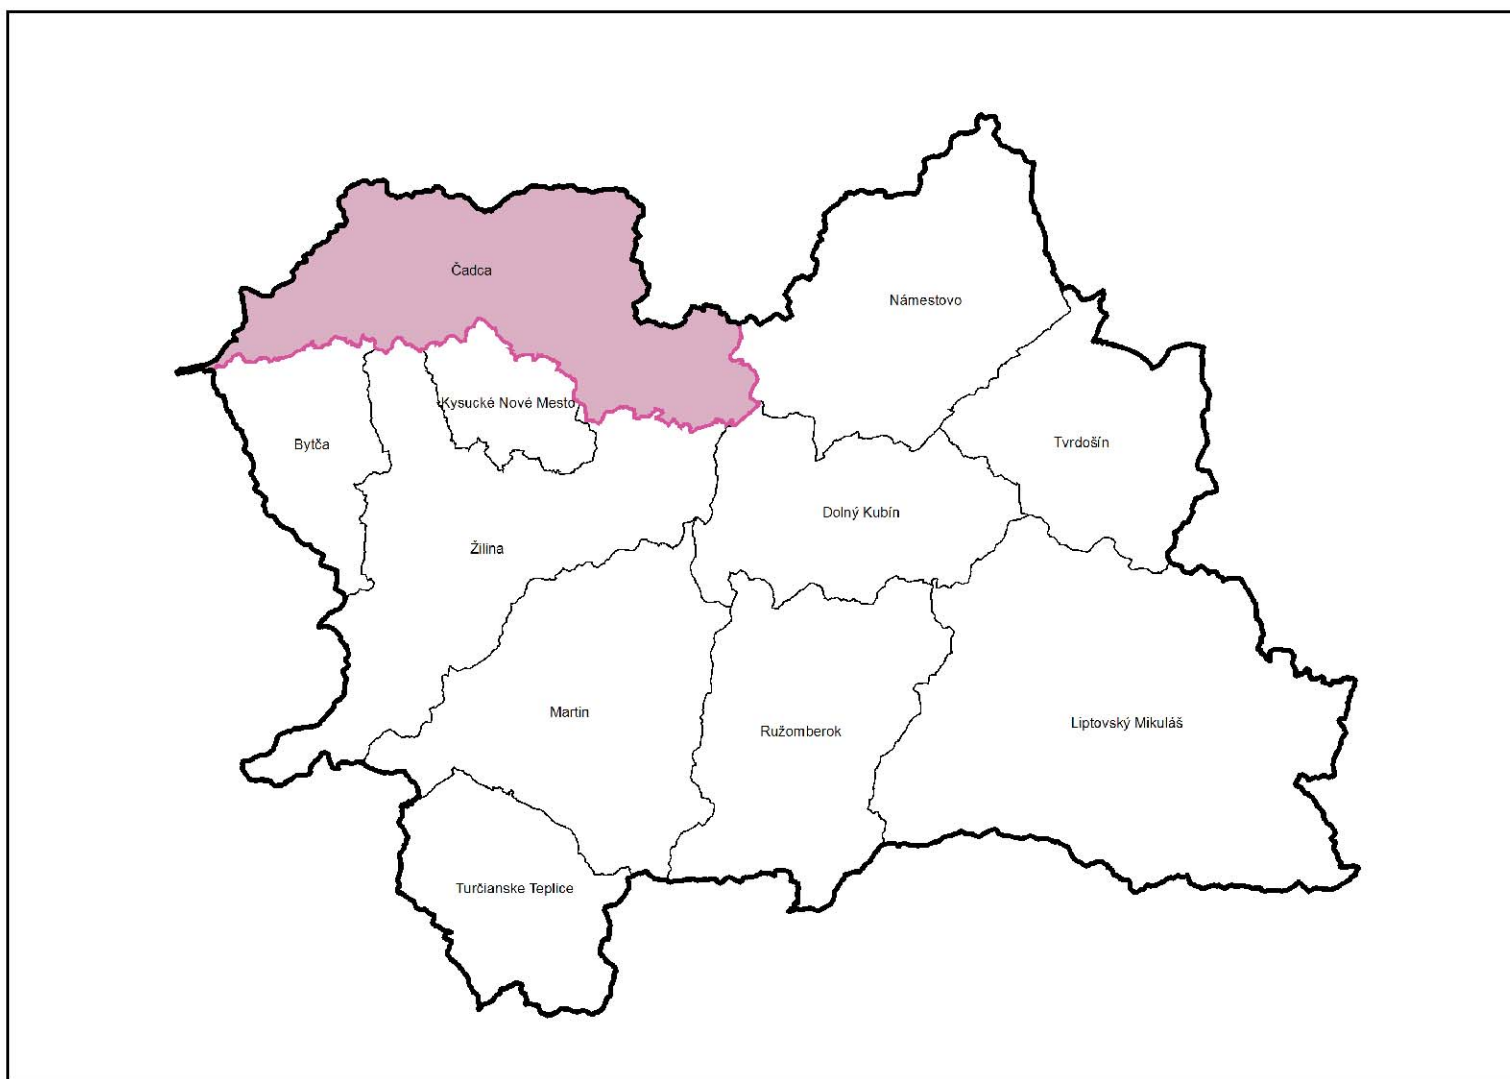 Čadca
Námestovo
Kysucké Nové Mesto
Bytča
Tvrdošín
Dolný Kubín
Žilina
Martin
Ružomberok
Liptovský Mikuláš
Turčianske Teplice